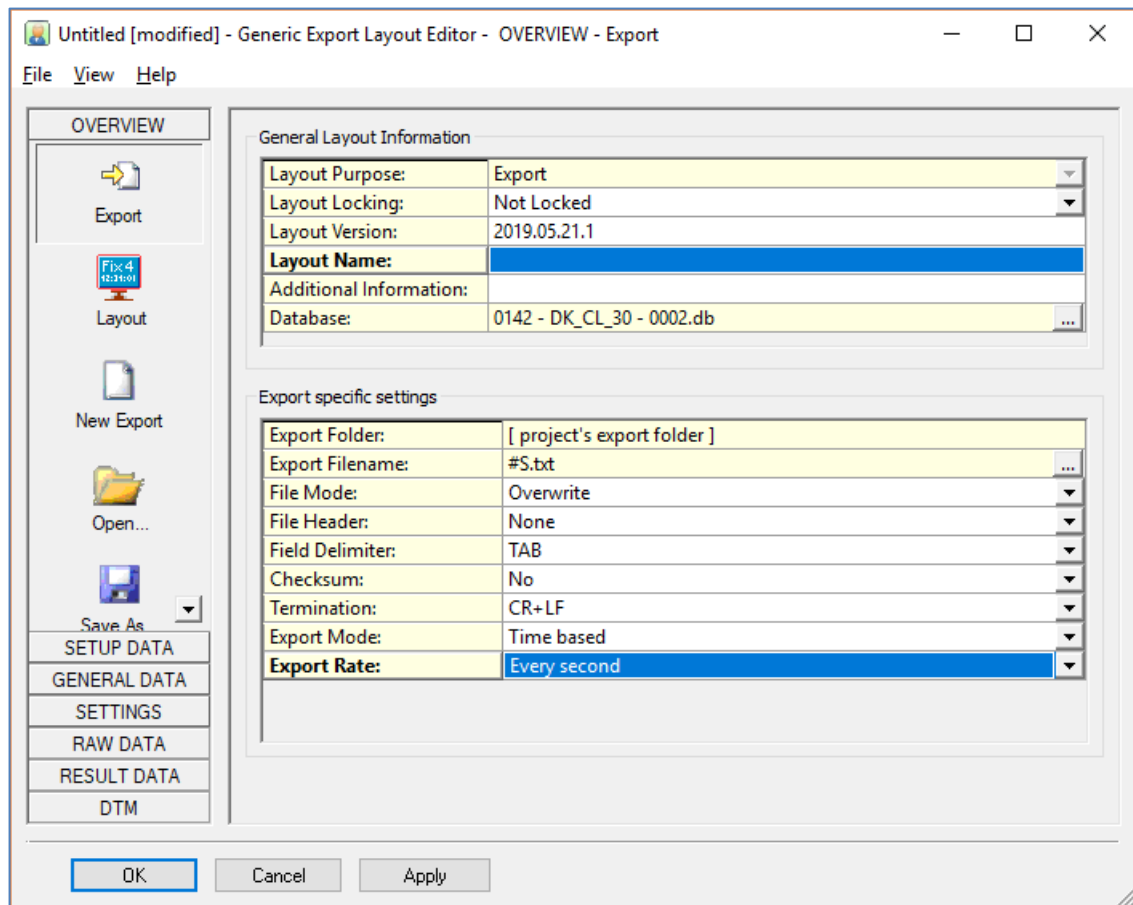 Untitled [modified] - Generic Export Layout Editor - OVERVIEW - Export
File View Help
OVERVIEW
Export
Fix4
12:34:01
Layout
New Export
Open...
Save As
SETUP DATA
GENERAL DATA
SETTINGS
RAW DATA
RESULT DATA
DTM
General Layout Information
Layout Purpose: Export
Layout Locking: Not Locked
Layout Version: 2019.05.21.1
Layout Name:
Additional Information:
Database: 0142 - DK_CL_30 - 0002.db ...
Export specific settings
Export Folder: [ project's export folder ]
Export Filename: #S.txt ...
File Mode: Overwrite
File Header: None
Field Delimiter: TAB
Checksum: No
Termination: CR+LF
Export Mode: Time based
Export Rate: Every second
OK Cancel Apply